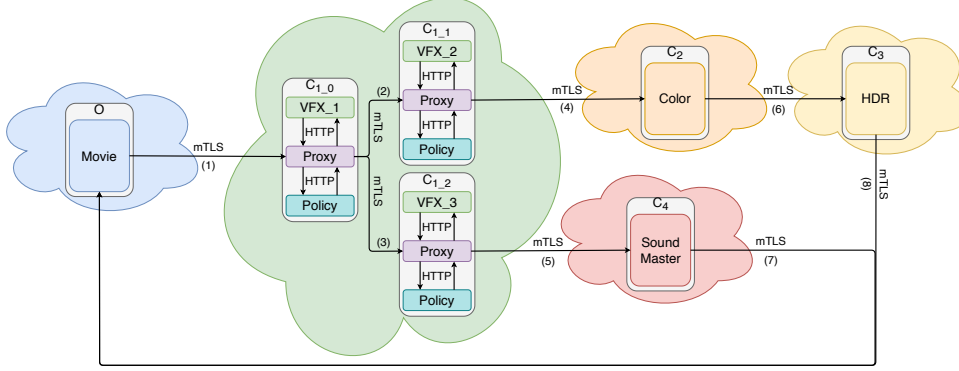 O
Movie
mTLS
(1)
C1_0
VFX_1
HTTP
Proxy
HTTP
Policy
(2)
mTLS
mTLS
(3)
C1_1
VFX_2
HTTP
Proxy
HTTP
Policy
C1_2
VFX_3
HTTP
Proxy
HTTP
Policy
mTLS
(4)
C2
Color
mTLS
(6)
C3
HDR
mTLS
(8)
mTLS
(5)
C4
Sound
Master
mTLS
(7)
mTLS